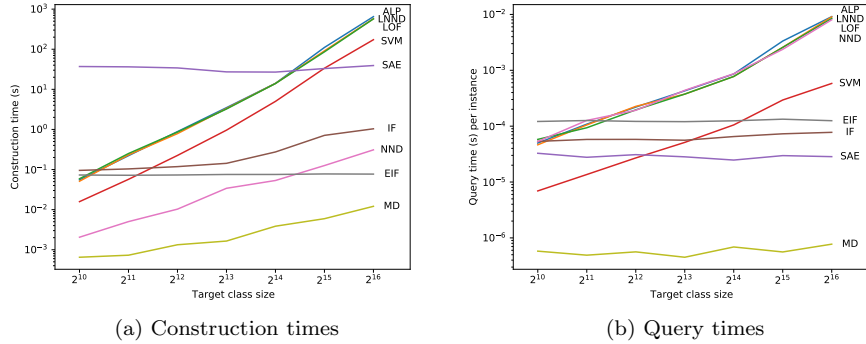 10³
10²
10¹
10⁰
10⁻¹
10⁻²
10⁻³
Construction time (s)
2¹⁰ 2¹¹ 2¹² 2¹³ 2¹⁴ 2¹⁵ 2¹⁶
Target class size
ALP
LNND
LOF
SVM
SAE
IF
NND
EIF
MD
(a) Construction times
10⁻²
10⁻³
10⁻⁴
10⁻⁵
10⁻⁶
Query time (s) per instance
2¹⁰ 2¹¹ 2¹² 2¹³ 2¹⁴ 2¹⁵ 2¹⁶
Target class size
ALP
LNND
LOF
NND
SVM
EIF
IF
SAE
MD
(b) Query times